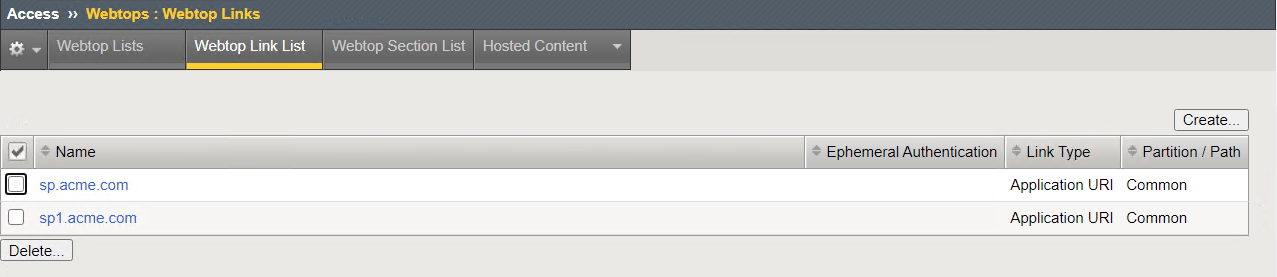 Access ›› Webtops : Webtop Links
Webtop Lists Webtop Link List Webtop Section List Hosted Content
Create...
Name Ephemeral Authentication Link Type Partition / Path
sp.acme.com Application URI Common
sp1.acme.com Application URI Common
Delete...